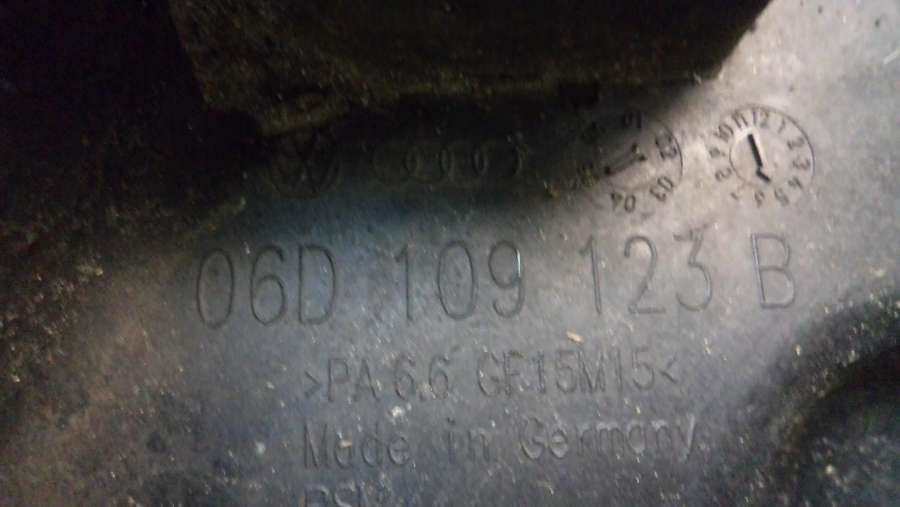 06D 109 123 B
>PA 6.6 GF15M15<
Made in Germany